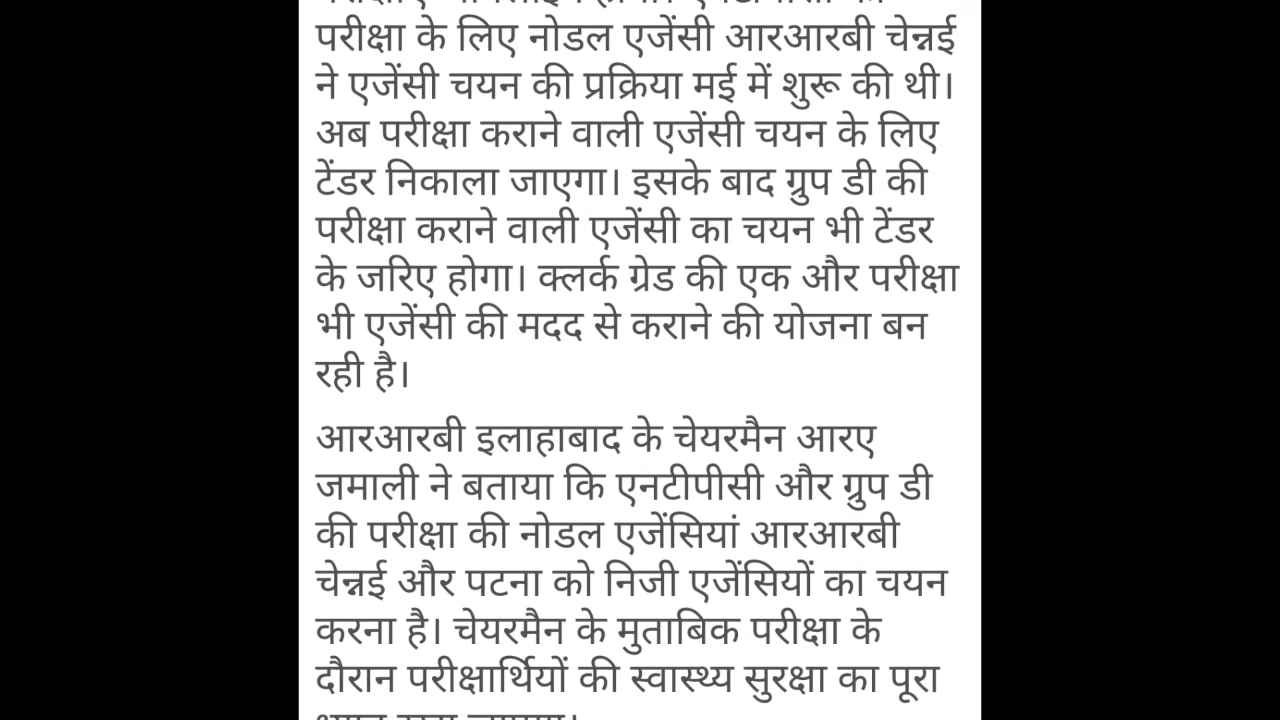 परीक्षा के लिए नोडल एजेंसी आरआरबी चेन्नई
ने एजेंसी चयन की प्रक्रिया मई में शुरू की थी।
अब परीक्षा कराने वाली एजेंसी चयन के लिए
टेंडर निकाला जाएगा। इसके बाद ग्रुप डी की
परीक्षा कराने वाली एजेंसी का चयन भी टेंडर
के जरिए होगा। क्लर्क ग्रेड की एक और परीक्षा
भी एजेंसी की मदद से कराने की योजना बन
रही है।
आरआरबी इलाहाबाद के चेयरमैन आरए
जमाली ने बताया कि एनटीपीसी और ग्रुप डी
की परीक्षा की नोडल एजेंसियां आरआरबी
चेन्नई और पटना को निजी एजेंसियों का चयन
करना है। चेयरमैन के मुताबिक परीक्षा के
दौरान परीक्षार्थियों की स्वास्थ्य सुरक्षा का पूरा